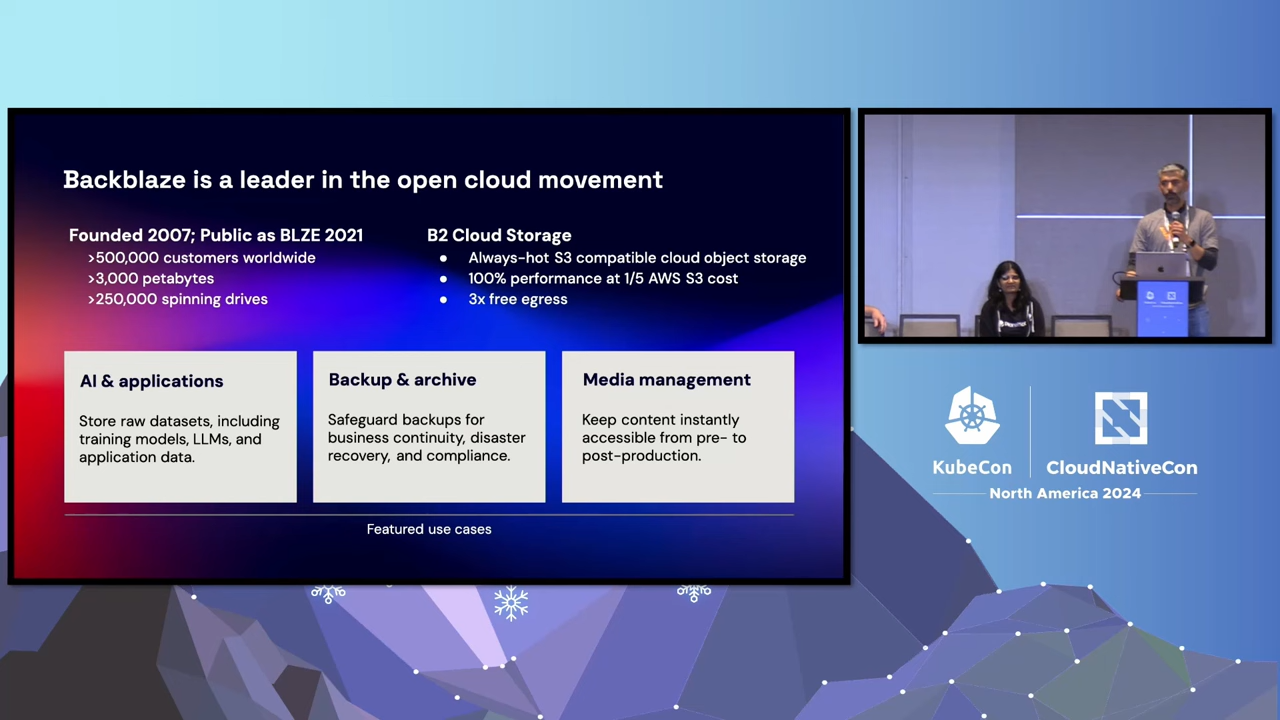 Backblaze is a leader in the open cloud movement
Founded 2007; Public as BLZE 2021
>500,000 customers worldwide
>3,000 petabytes
>250,000 spinning drives
B2 Cloud Storage
● Always-hot S3 compatible cloud object storage
● 100% performance at 1/5 AWS S3 cost
● 3x free egress
AI & applications
Store raw datasets, including
training models, LLMs, and
application data.
Backup & archive
Safeguard backups for
business continuity, disaster
recovery, and compliance.
Media management
Keep content instantly
accessible from pre- to
post-production.
Featured use cases
KubeCon
CloudNativeCon
North America 2024